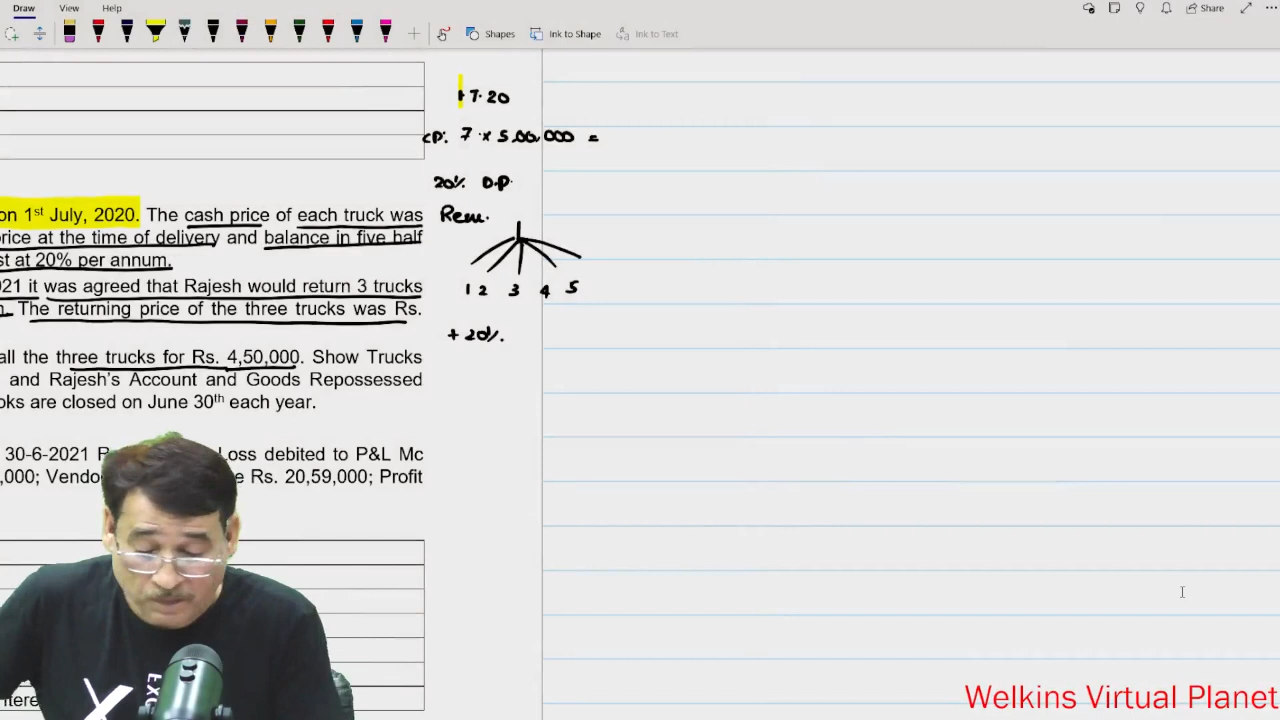 Draw View Help
Share
Shapes Ink to Shape Ink to Text
1 7. 20
CP: 7 × 5,00,000 =
20% D.P.
on 1st July, 2020. The cash price of each truck was
Rem.
rice at the time of delivery and balance in five half
st at 20% per annum.
1 2 3 4 5
021 it was agreed that Rajesh would return 3 trucks
The returning price of the three trucks was Rs.
+ 20%.
all the three trucks for Rs. 4,50,000. Show Trucks
and Rajesh's Account and Goods Repossessed
oks are closed on June 30th each year.
30-6-2021 Loss debited to P&L Mc
,000; Vendo e Rs. 20,59,000; Profit
EXC
Welkins Virtual Planet